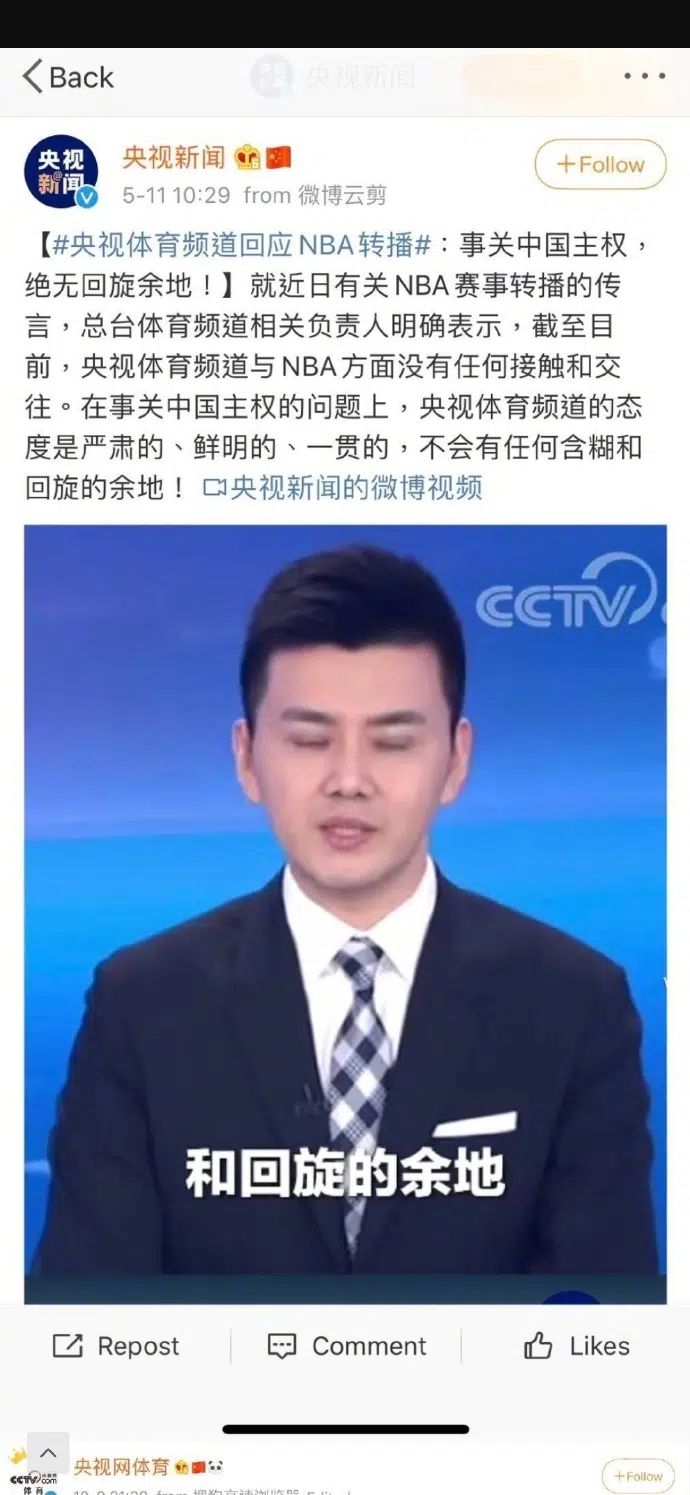 Back
央视新闻
央视
新闻
央视新闻
+Follow
5-11 10:29 from 微博云剪
【#央视体育频道回应NBA转播#：事关中国主权，
绝无回旋余地！】就近日有关NBA赛事转播的传
言，总台体育频道相关负责人明确表示，截至目
前，央视体育频道与NBA方面没有任何接触和交
往。在事关中国主权的问题上，央视体育频道的态
度是严肃的、鲜明的、一贯的，不会有任何含糊和
回旋的余地！ 央视新闻的微博视频
CCTV
和回旋的余地
Repost
Comment
Likes
央视网体育
+Follow
CCTV.com
体育